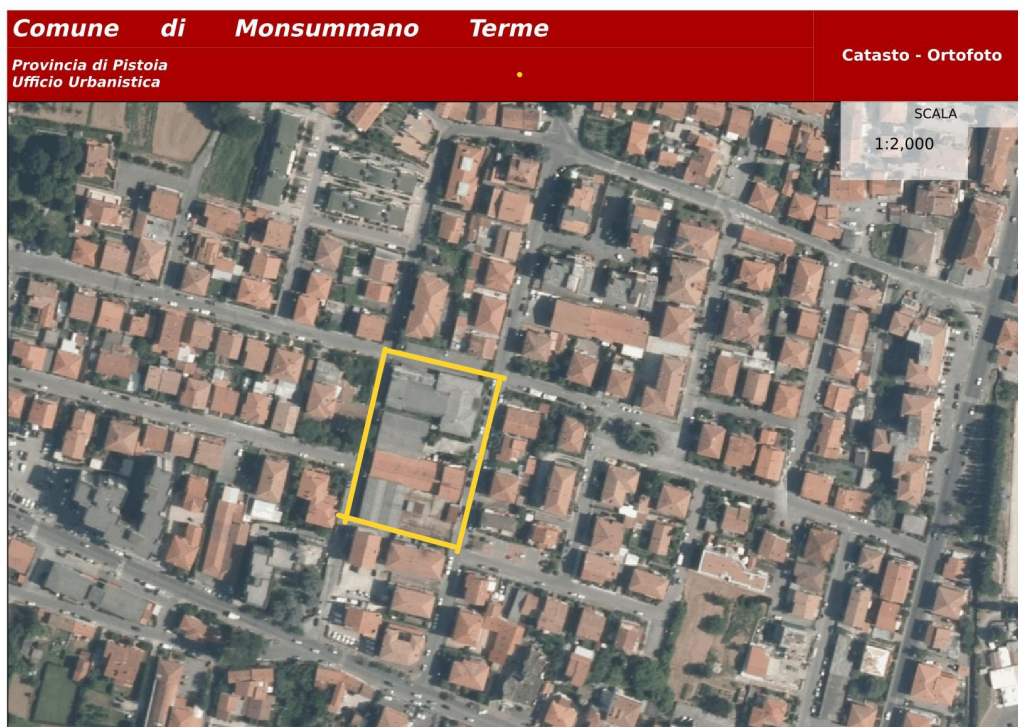 Comune di Monsummano Terme
Provincia di Pistoia
Ufficio Urbanistica
Catasto - Ortofoto
SCALA
1:2,000